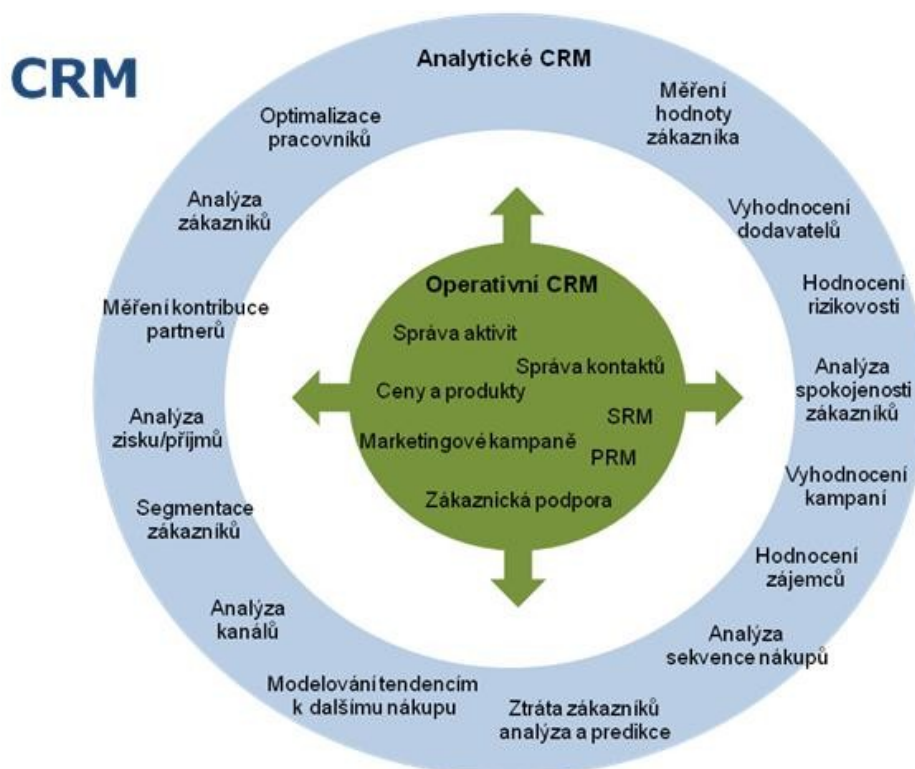 CRM
Analytické CRM
Optimalizace
pracovníků
Měření
hodnoty
zákazníka
Analýza
zákazníků
Vyhodnocení
dodavatelů
Operativní CRM
Hodnocení
rizikovosti
Měření kontribuce
partnerů
Správa aktivit
Správa kontaktů
Analýza
spokojenosti
zákazníků
Ceny a produkty
SRM
Analýza
zisku/příjmů
Marketingové kampaně
PRM
Vyhodnocení
kampaní
Zákaznická podpora
Segmentace
zákazníků
Hodnocení
zájemců
Analýza
kanálů
Analýza
sekvence nákupů
Modelování tendencím
k dalšímu nákupu
Ztráta zákazníků
analýza a predikce